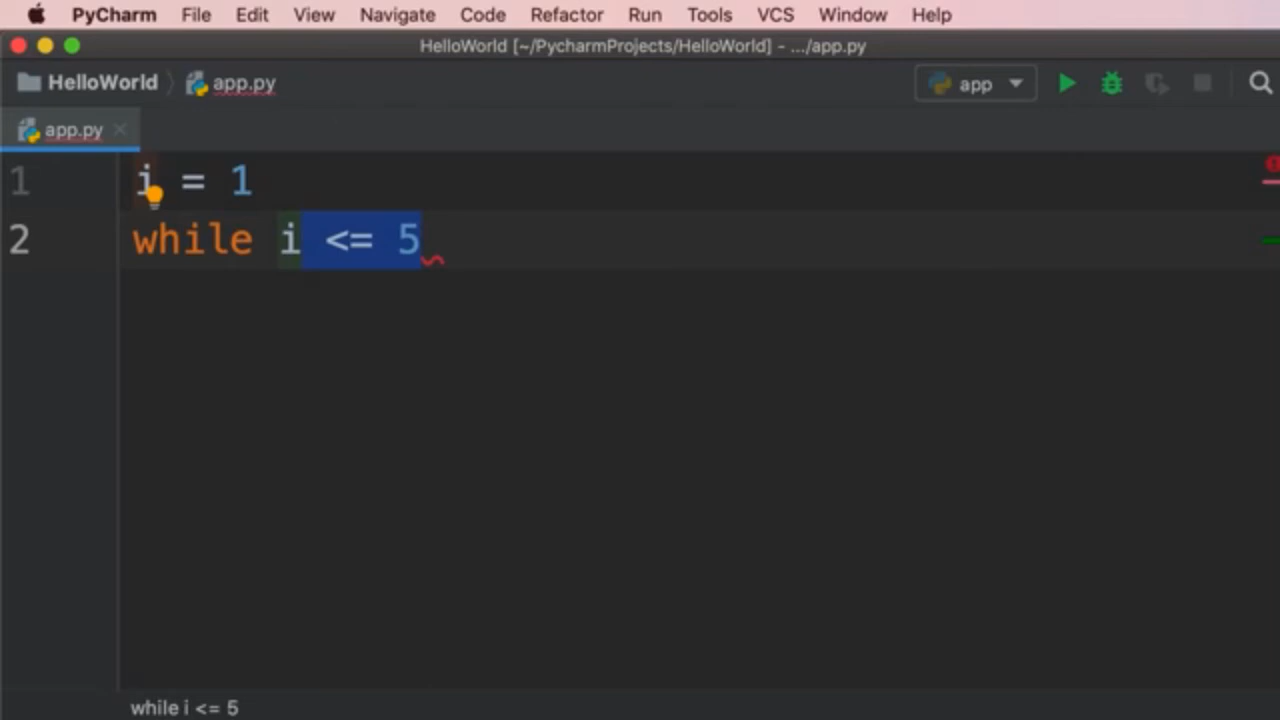 PyCharm File Edit View Navigate Code Refactor Run Tools VCS Window Help
HelloWorld [~/PycharmProjects/HelloWorld] - .../app.py
HelloWorld app.py app
app.py
1 i = 1
2 while i <= 5
while i <= 5